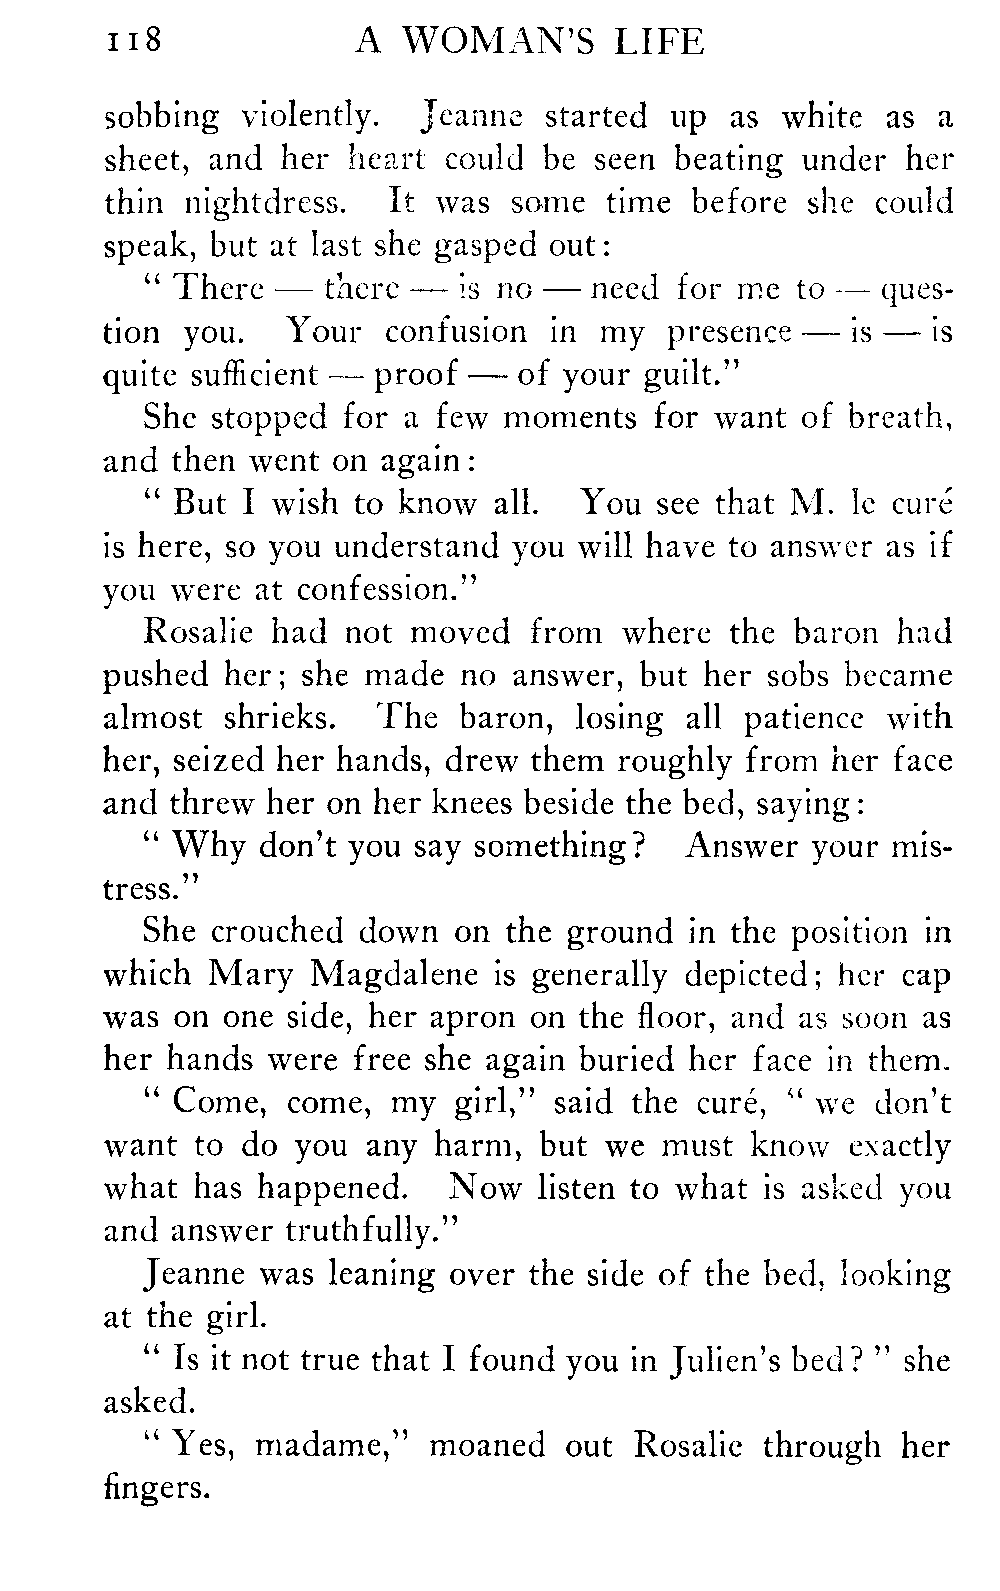 118 A WOMAN'S LIFE
sobbing violently. Jeanne started up as white as a
sheet, and her heart could be seen beating under her
thin nightdress. It was some time before she could
speak, but at last she gasped out:
“ There — there — is no — need for me to — ques-
tion you. Your confusion in my presence — is — is
quite sufficient — proof — of your guilt.”
She stopped for a few moments for want of breath,
and then went on again:
“ But I wish to know all. You see that M. le curé
is here, so you understand you will have to answer as if
you were at confession.”
Rosalie had not moved from where the baron had
pushed her; she made no answer, but her sobs became
almost shrieks. The baron, losing all patience with
her, seized her hands, drew them roughly from her face
and threw her on her knees beside the bed, saying:
“ Why don't you say something? Answer your mis-
tress.”
She crouched down on the ground in the position in
which Mary Magdalene is generally depicted; her cap
was on one side, her apron on the floor, and as soon as
her hands were free she again buried her face in them.
“ Come, come, my girl,” said the curé, “ we don't
want to do you any harm, but we must know exactly
what has happened. Now listen to what is asked you
and answer truthfully.”
Jeanne was leaning over the side of the bed, looking
at the girl.
“ Is it not true that I found you in Julien's bed? ” she
asked.
“ Yes, madame,” moaned out Rosalie through her
fingers.